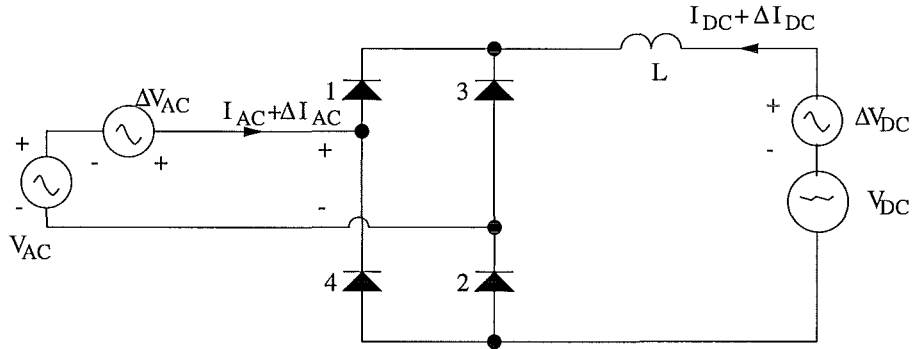 I_DC + ΔI_DC
L
1
3
ΔV_AC
I_AC + ΔI_AC
+
-
+
+
-
+
-
V_AC
+
-
ΔV_DC
V_DC
4
2